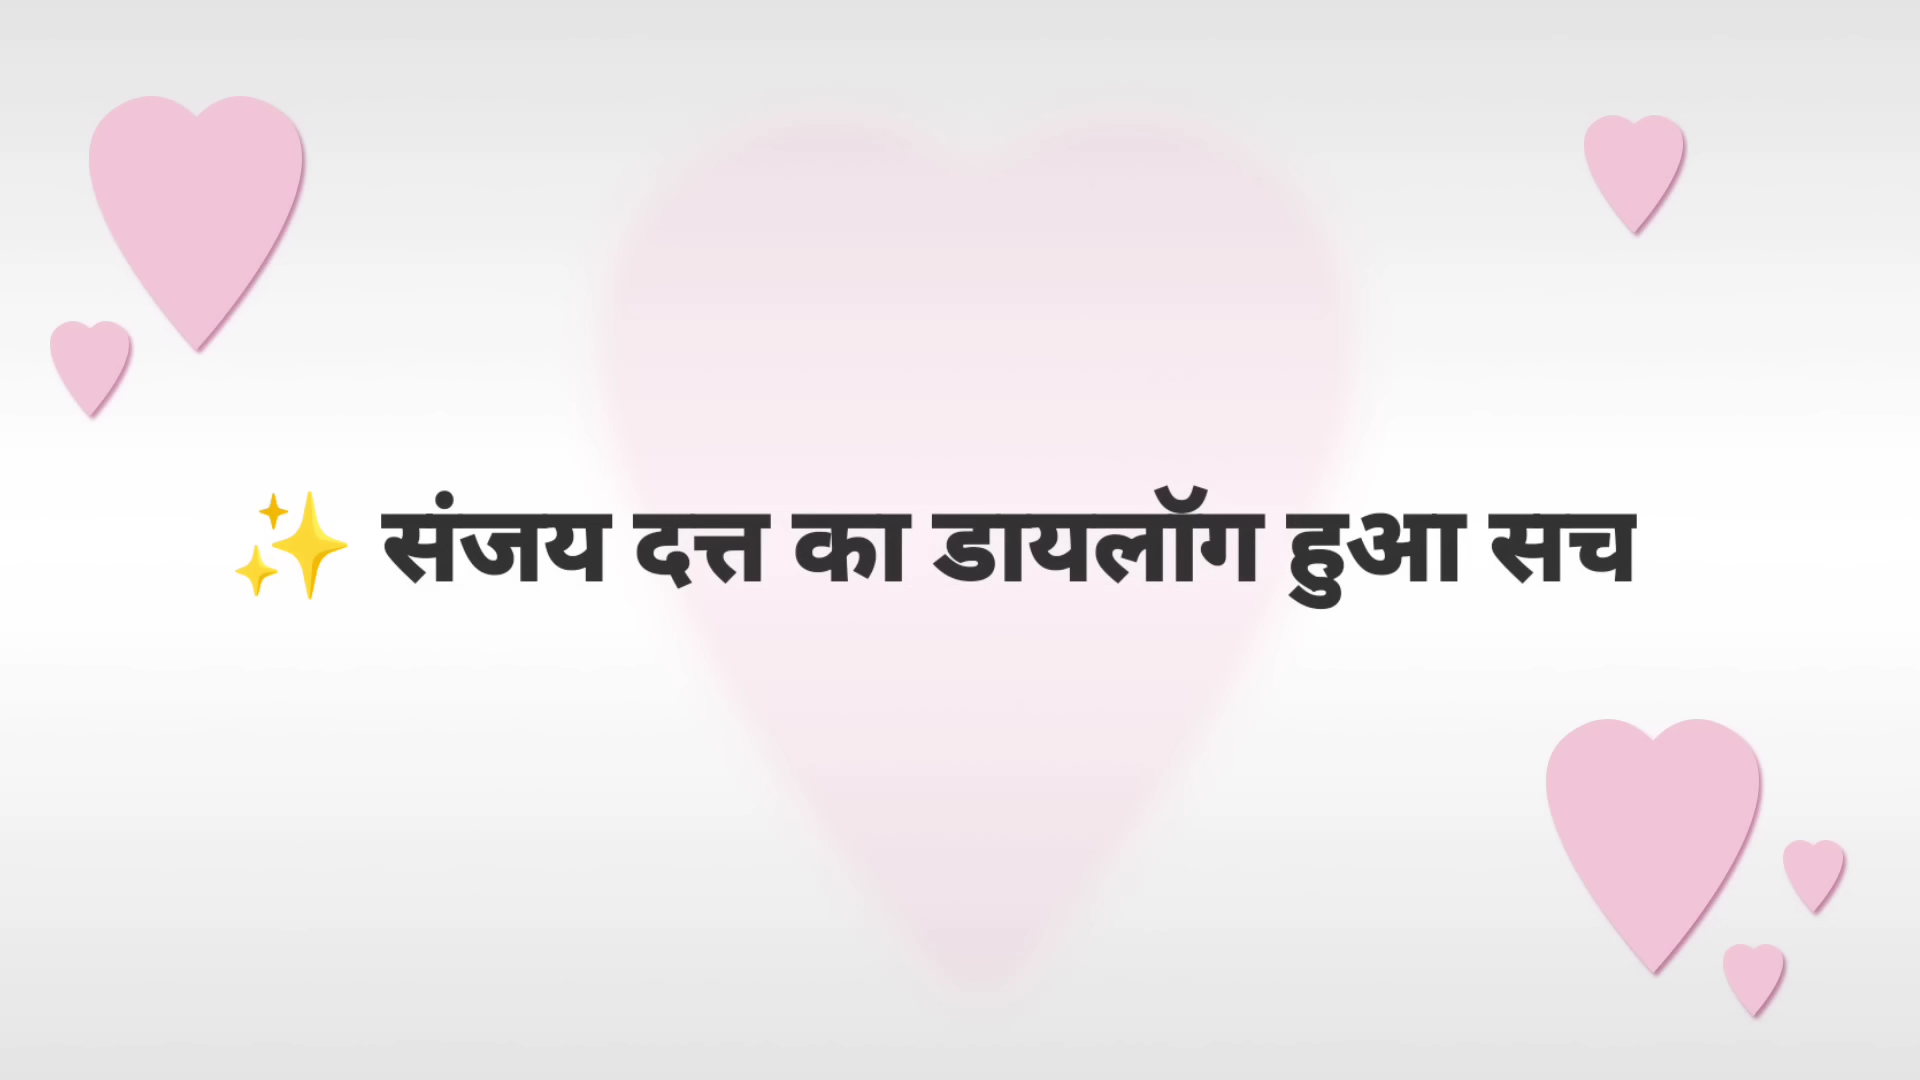 ✨ संजय दत्त का डायलॉग हुआ सच